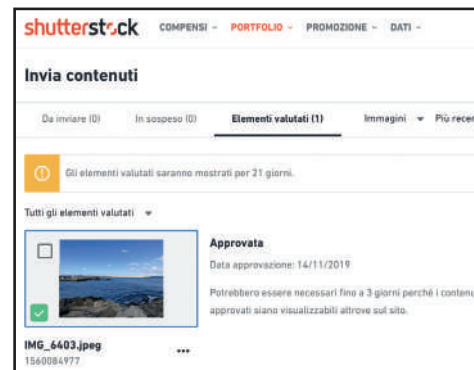 shutterstock COMPENSI PORTFOLIO PROMOZIONE DATI
Invia contenuti
Da inviare (0) In sospeso (0) Elementi valutati (1) Immagini Più recen
Gli elementi valutati saranno mostrati per 21 giorni.
Tutti gli elementi valutati
Approvata
Data approvazione: 14/11/2019
Potrebbero essere necessari fino a 3 giorni perché i contenu
approvati siano visualizzabili altrove sul sito.
IMG_6403.jpeg
1560084977